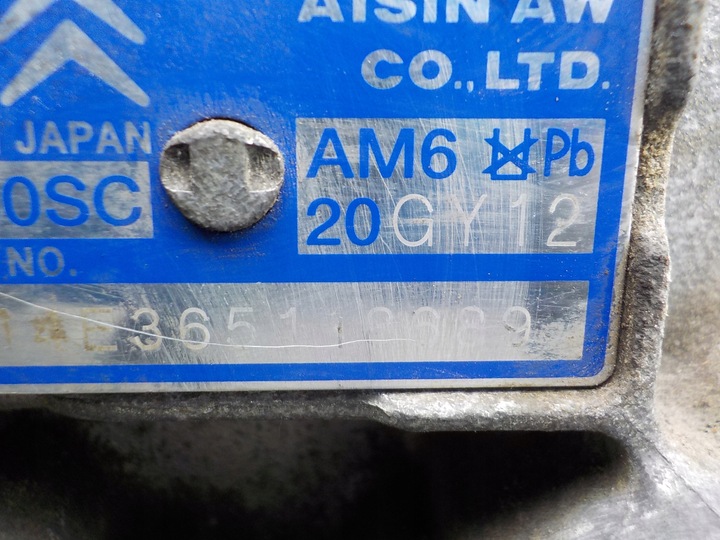 AISIN AW
CO., LTD.
JAPAN
0SC
AM6 Pb
20GY12
NO.